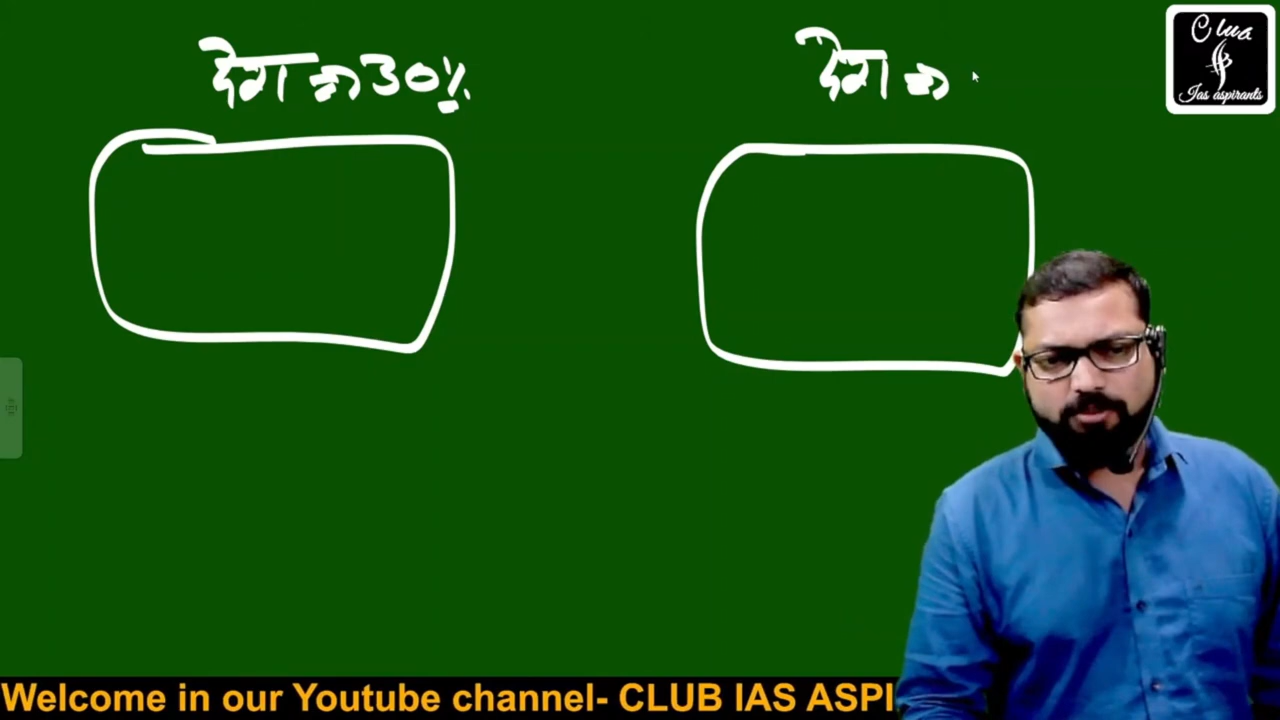 देश का 30%
देश का
Club
Ias aspirants
Welcome in our Youtube channel- CLUB IAS ASPI